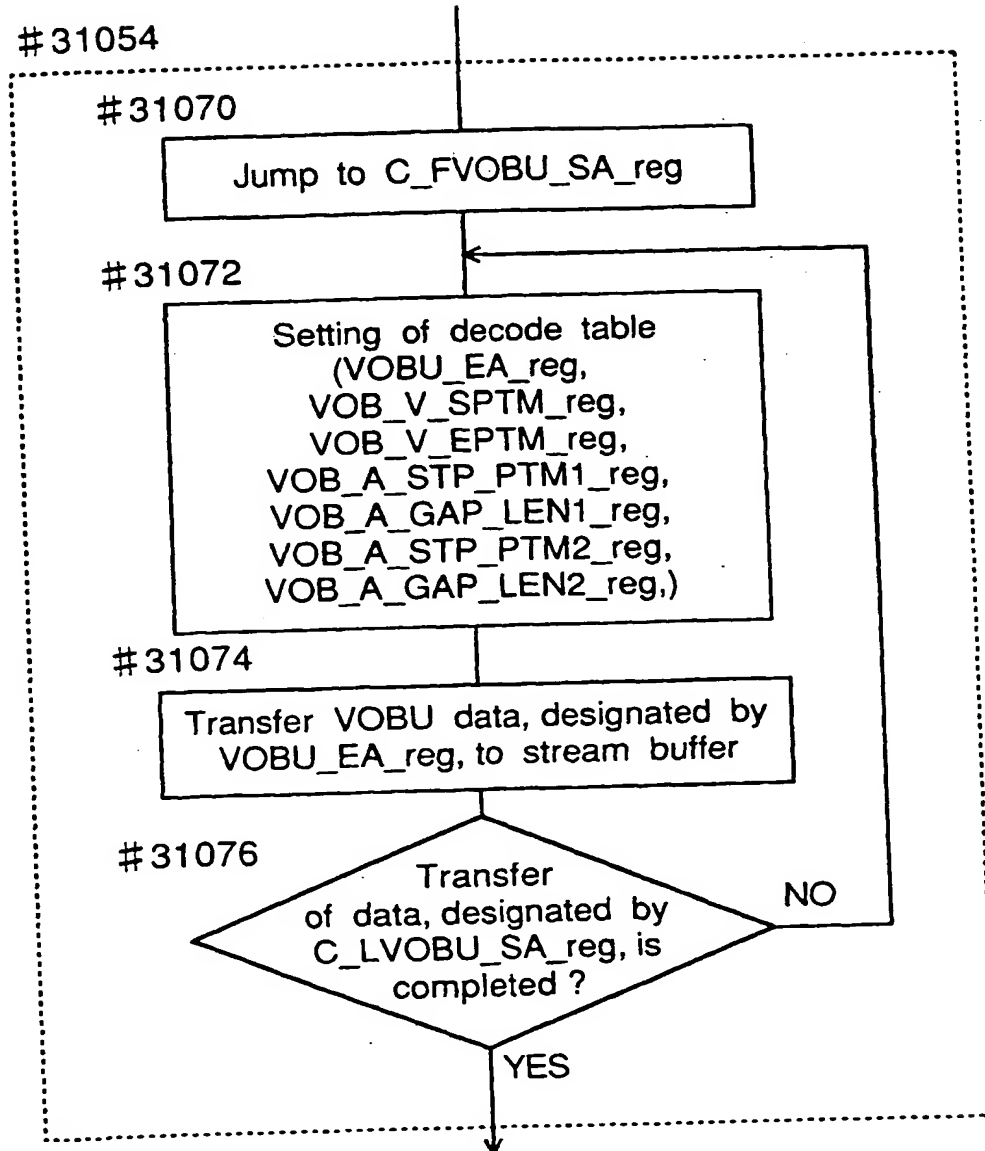 #31054
#31070
Jump to C_FVOBU_SA_reg
#31072
Setting of decode table
(VOBU_EA_reg,
VOB_V_SPTM_reg,
VOB_V_EPTM_reg,
VOB_A_STP_PTM1_reg,
VOB_A_GAP_LEN1_reg,
VOB_A_STP_PTM2_reg,
VOB_A_GAP_LEN2_reg,)
#31074
Transfer VOBU data, designated by
VOBU_EA_reg, to stream buffer
#31076
Transfer
of data, designated by
C_LVOBU_SA_reg, is
completed ?
NO
YES